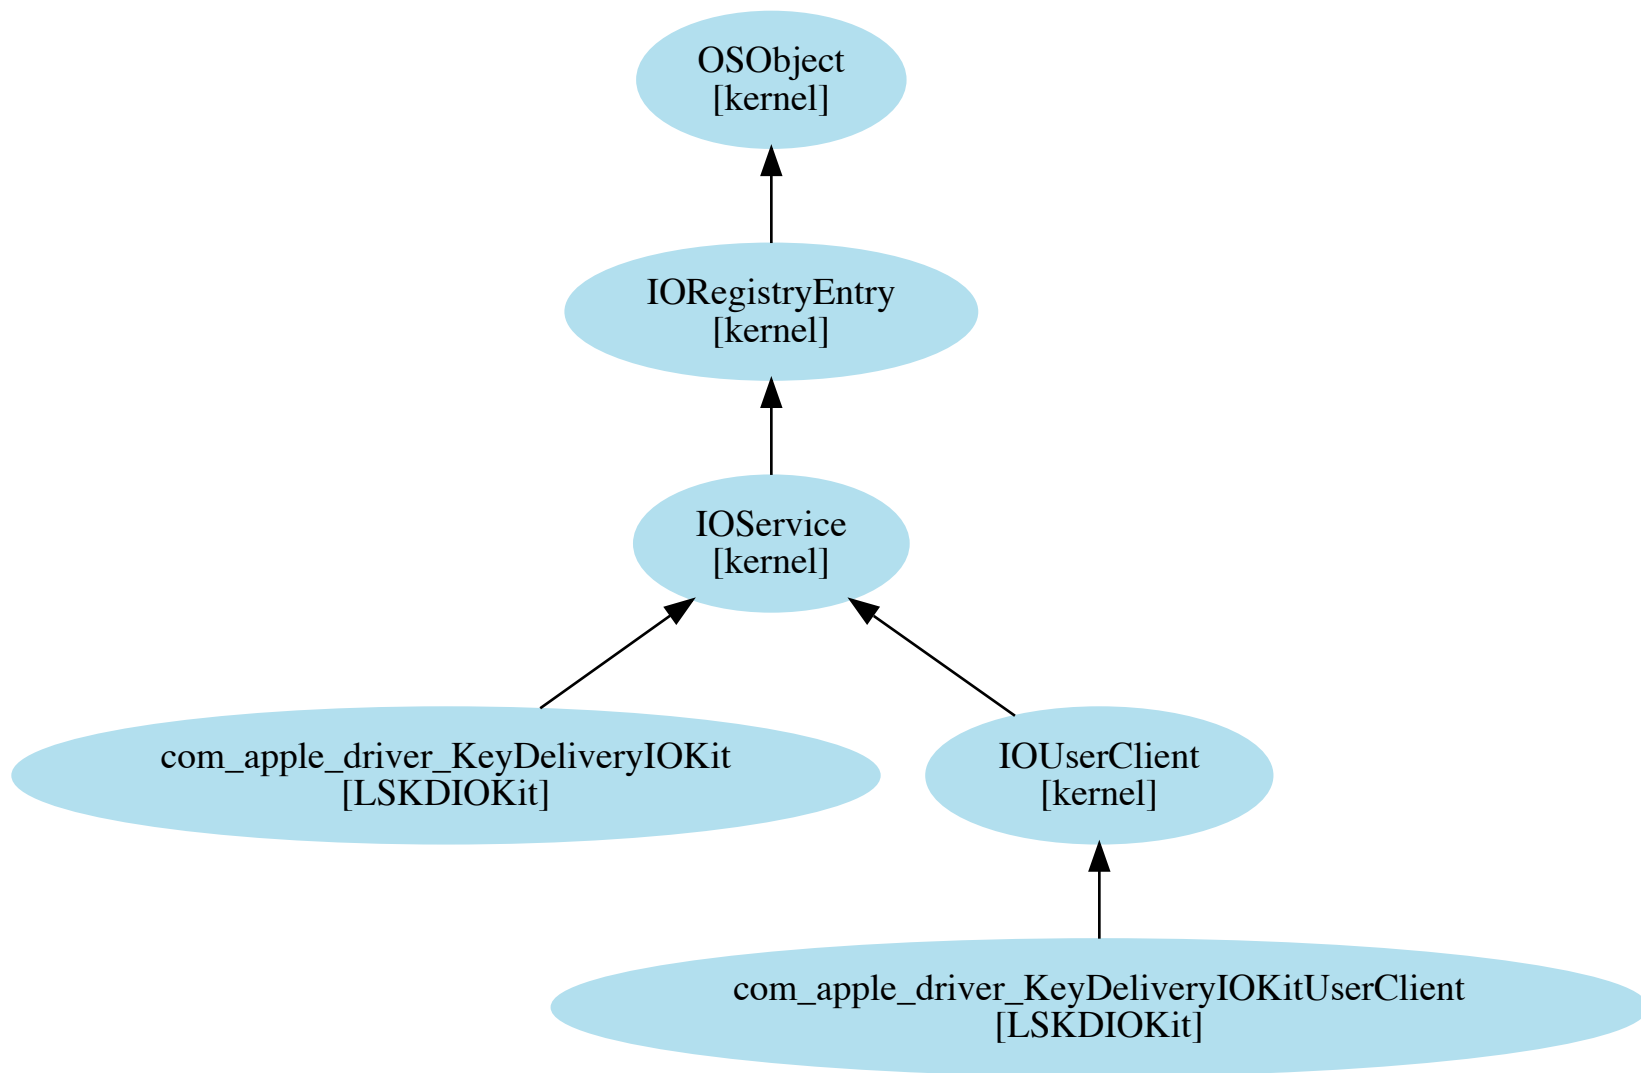 OSObject
[kernel]
IORegistryEntry
[kernel]
IOService
[kernel]
com_apple_driver_KeyDeliveryIOKit
[LSKDIOKit]
IOUserClient
[kernel]
com_apple_driver_KeyDeliveryIOKitUserClient
[LSKDIOKit]